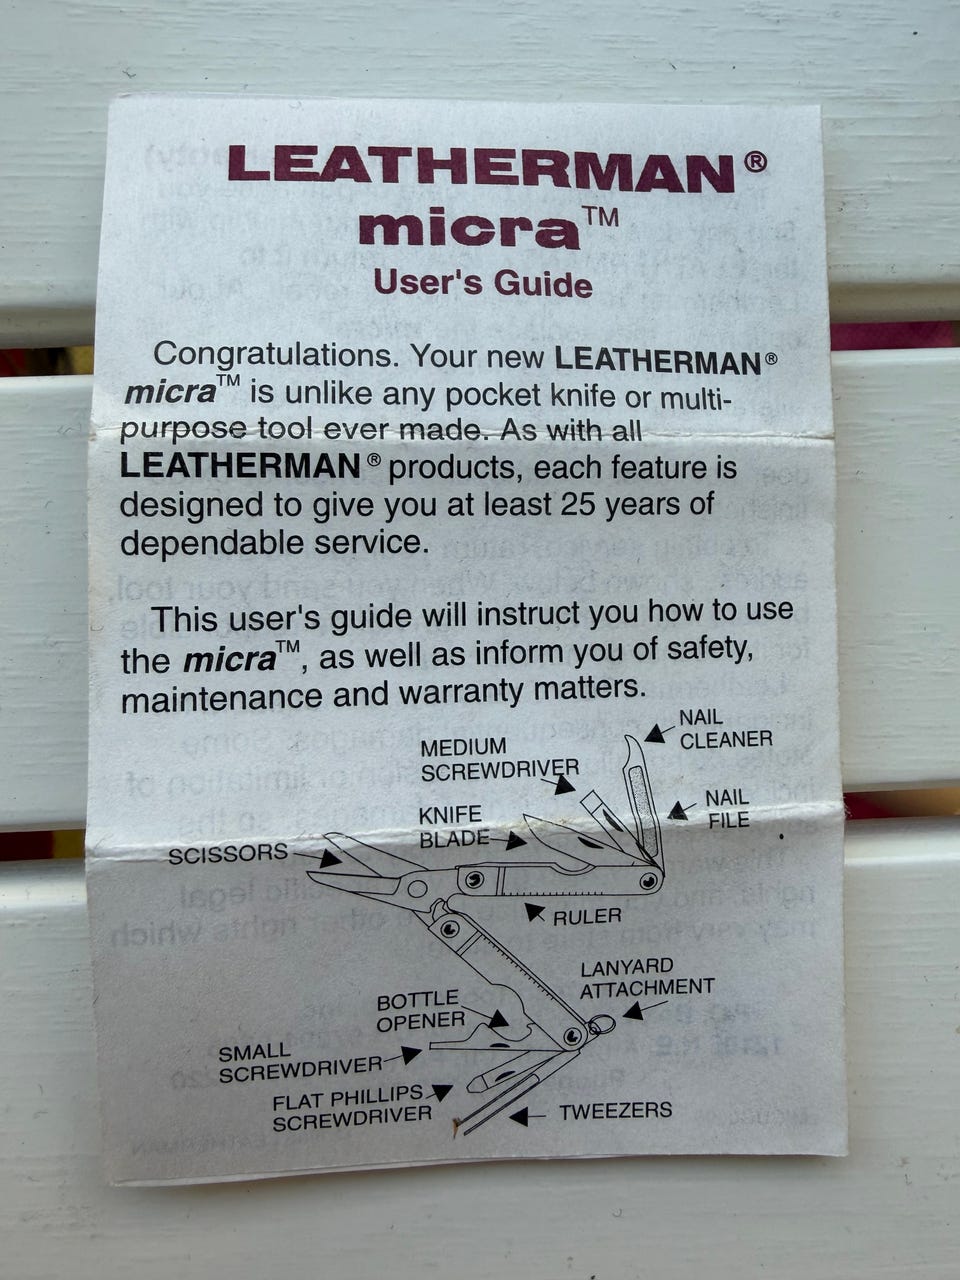 LEATHERMAN®
micra™
User's Guide
Congratulations. Your new LEATHERMAN®
micra™ is unlike any pocket knife or multi-
purpose tool ever made. As with all
LEATHERMAN® products, each feature is
designed to give you at least 25 years of
dependable service.
This user's guide will instruct you how to use
the micra™, as well as inform you of safety,
maintenance and warranty matters.
NAIL
CLEANER
MEDIUM
SCREWDRIVER
NAIL
FILE
KNIFE
BLADE
SCISSORS
RULER
LANYARD
ATTACHMENT
BOTTLE
OPENER
SMALL
SCREWDRIVER
FLAT PHILLIPS
SCREWDRIVER
TWEEZERS